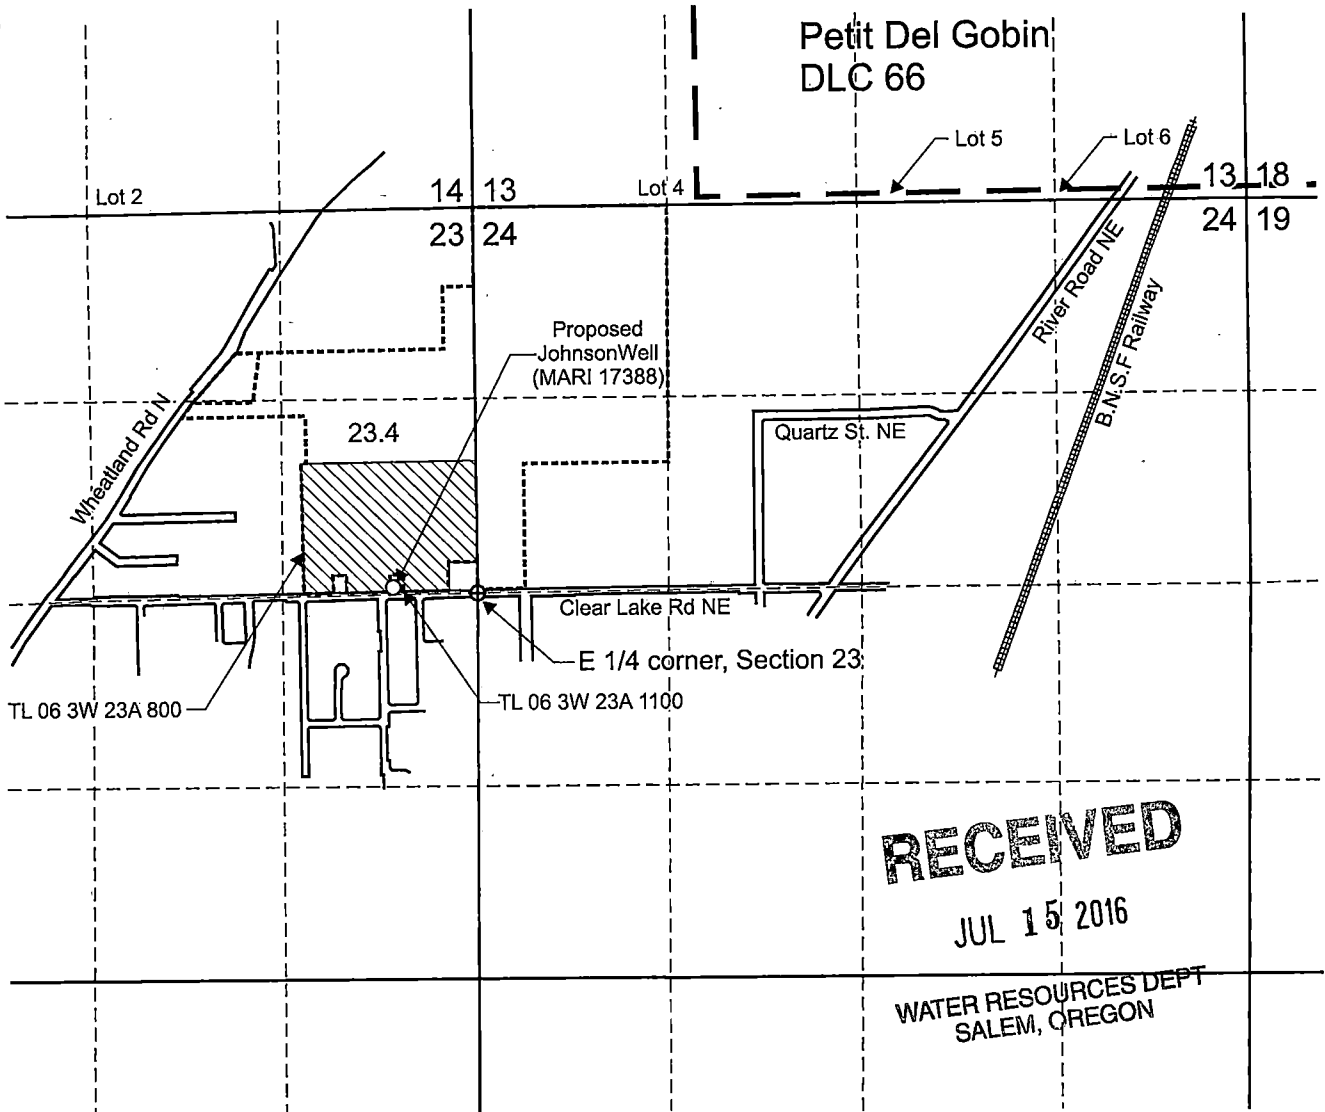 Petit Del Gobin
DLC 66
Lot 5
Lot 6
Lot 2
14 13
Lot 4
13 18
23 24
24 19
River Road NE
B.N.S.F Railway
Proposed
JohnsonWell
(MARI 17388)
Wheatland Rd N
23.4
Quartz St. NE
Clear Lake Rd NE
E 1/4 corner, Section 23
TL 06 3W 23A 800
TL 06 3W 23A 1100
RECEIVED
JUL 15 2016
WATER RESOURCES DEPT
SALEM, OREGON